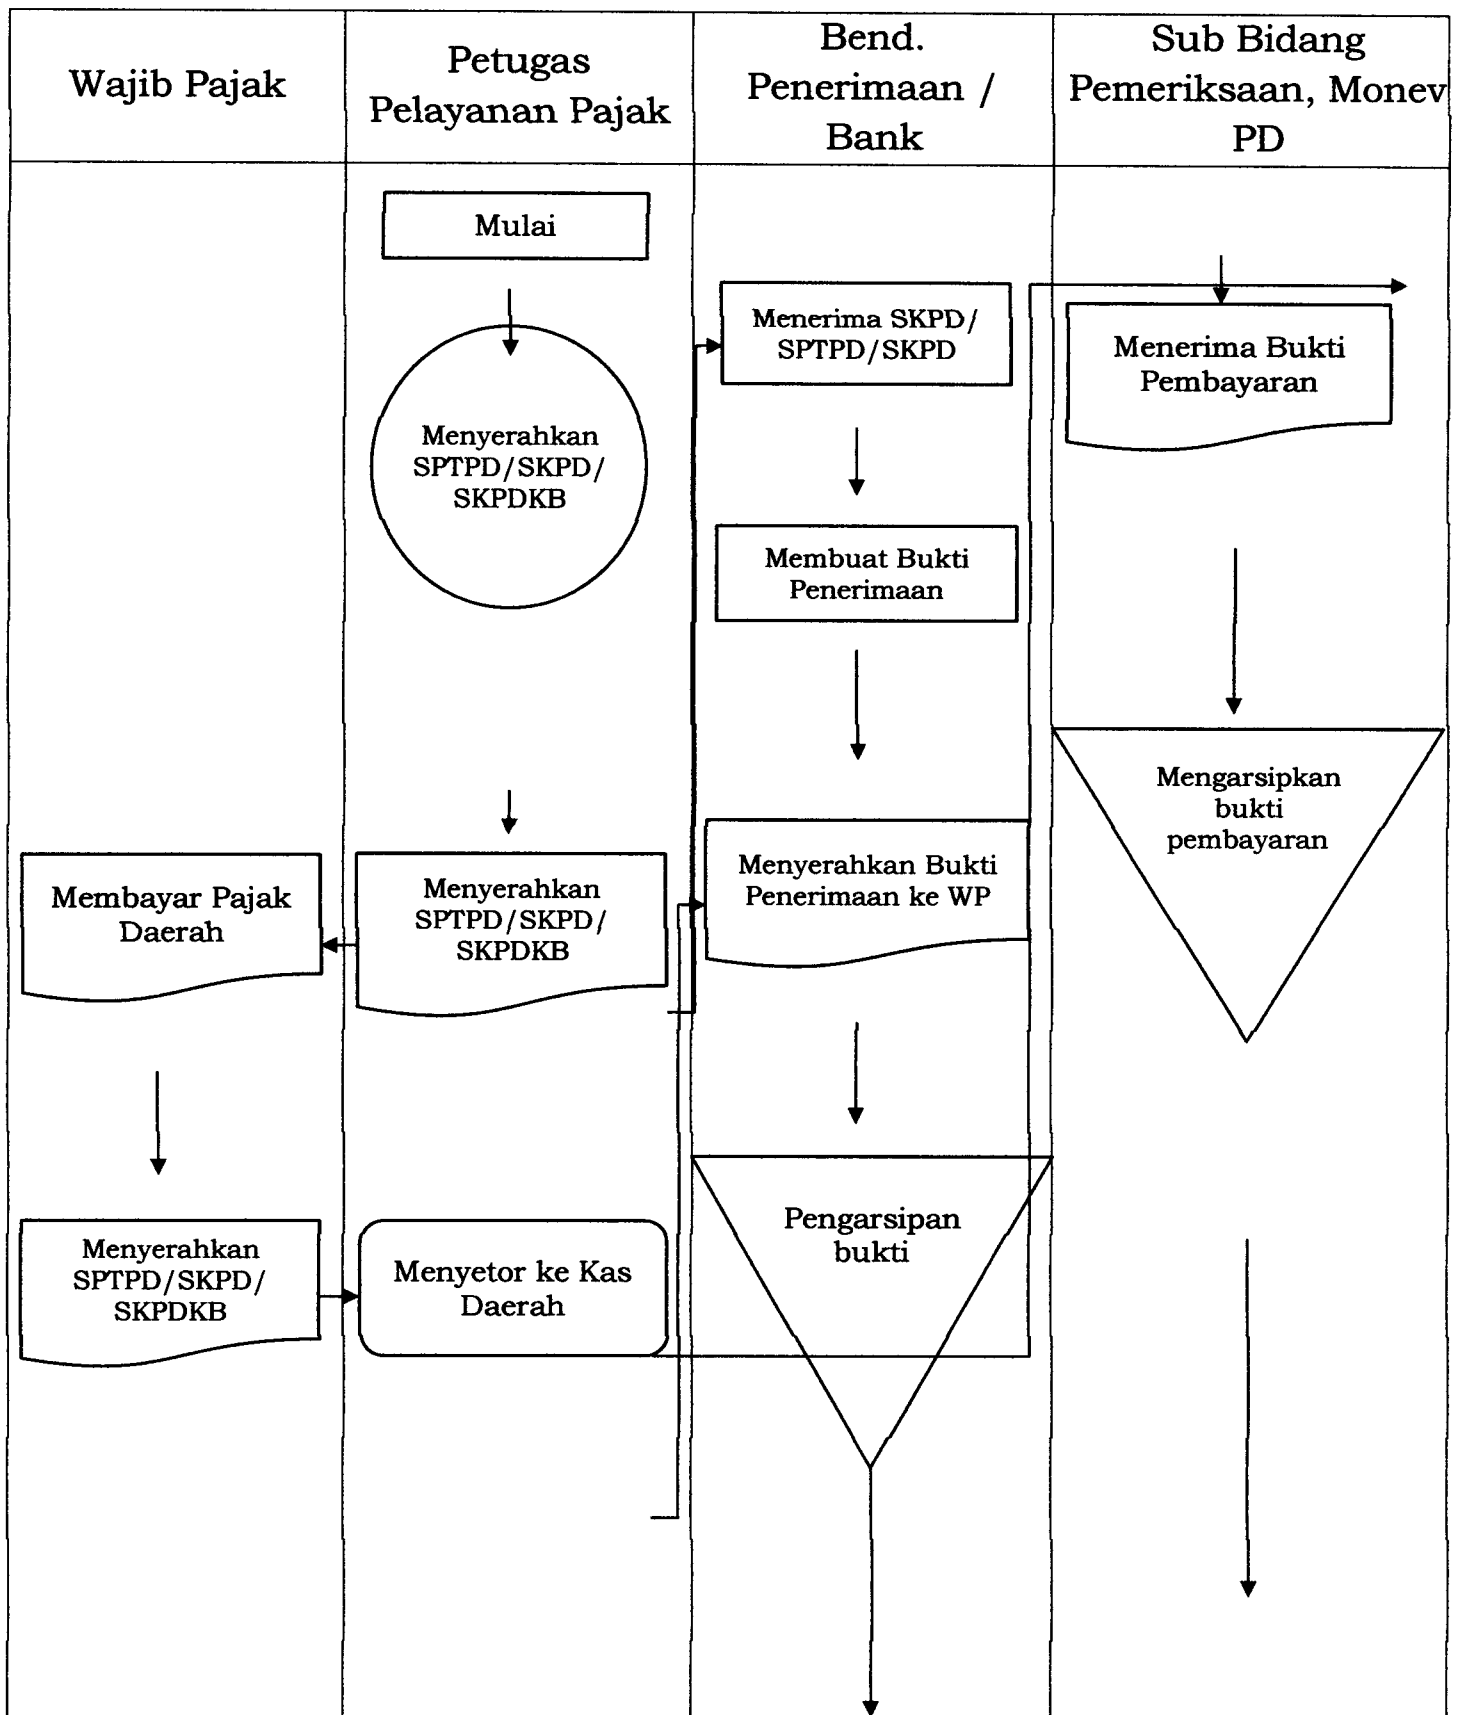 Wajib Pajak
Petugas
Pelayanan Pajak
Bend.
Penerimaan /
Bank
Sub Bidang
Pemeriksaan, Monev
PD
Mulai
Menyerahkan
SPTPD/SKPD/
SKPDKB
Menyerahkan
SPTPD/SKPD/
SKPDKB
Membayar Pajak
Daerah
Menyerahkan
SPTPD/SKPD/
SKPDKB
Menyetor ke Kas
Daerah
Menerima SKPD/
SPTPD/SKPD
Membuat Bukti
Penerimaan
Menyerahkan Bukti
Penerimaan ke WP
Pengarsipan
bukti
Menerima Bukti
Pembayaran
Mengarsipkan
bukti
pembayaran